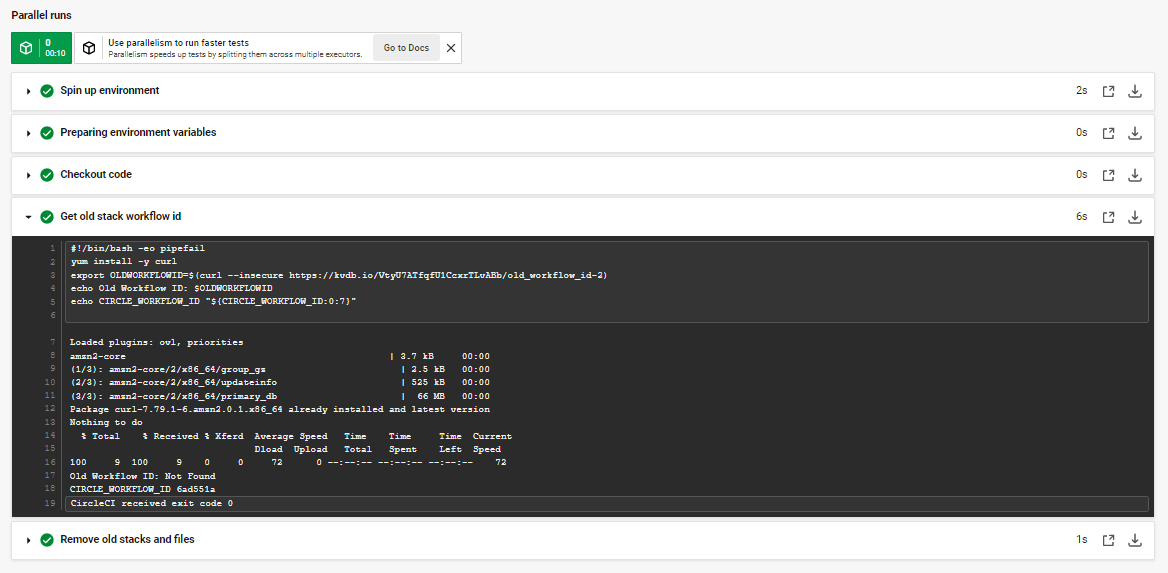 Parallel runs
0
00:10
Use parallelism to run faster tests
Parallelism speeds up tests by splitting them across multiple executors.
Go to Docs
Spin up environment 2s
Preparing environment variables 0s
Checkout code 0s
Get old stack workflow id 6s
1 #!/bin/bash -eo pipefail
2 yum install -y curl
3 export OLDWORKFLOWID=$(curl --insecure https://kvdb.io/VtyU7ATfqfU1CcxrTLvABb/old_workflow_id-2)
4 echo Old Workflow ID: $OLDWORKFLOWID
5 echo CIRCLE_WORKFLOW_ID "${CIRCLE_WORKFLOW_ID:0:7}"
6
7 Loaded plugins: ovl, priorities
8 amzn2-core | 3.7 kB 00:00
9 (1/3): amzn2-core/2/x86_64/group_gz | 2.5 kB 00:00
10 (2/3): amzn2-core/2/x86_64/updateinfo | 525 kB 00:00
11 (3/3): amzn2-core/2/x86_64/primary_db | 66 MB 00:00
12 Package curl-7.79.1-6.amzn2.0.1.x86_64 already installed and latest version
13 Nothing to do
14 % Total % Received % Xferd Average Speed Time Time Time Current
15 Dload Upload Total Spent Left Speed
16 100 9 100 9 0 0 72 0 --:--:-- --:--:-- --:--:-- 72
17 Old Workflow ID: Not Found
18 CIRCLE_WORKFLOW_ID 6ad551a
19 CircleCI received exit code 0
Remove old stacks and files 1s